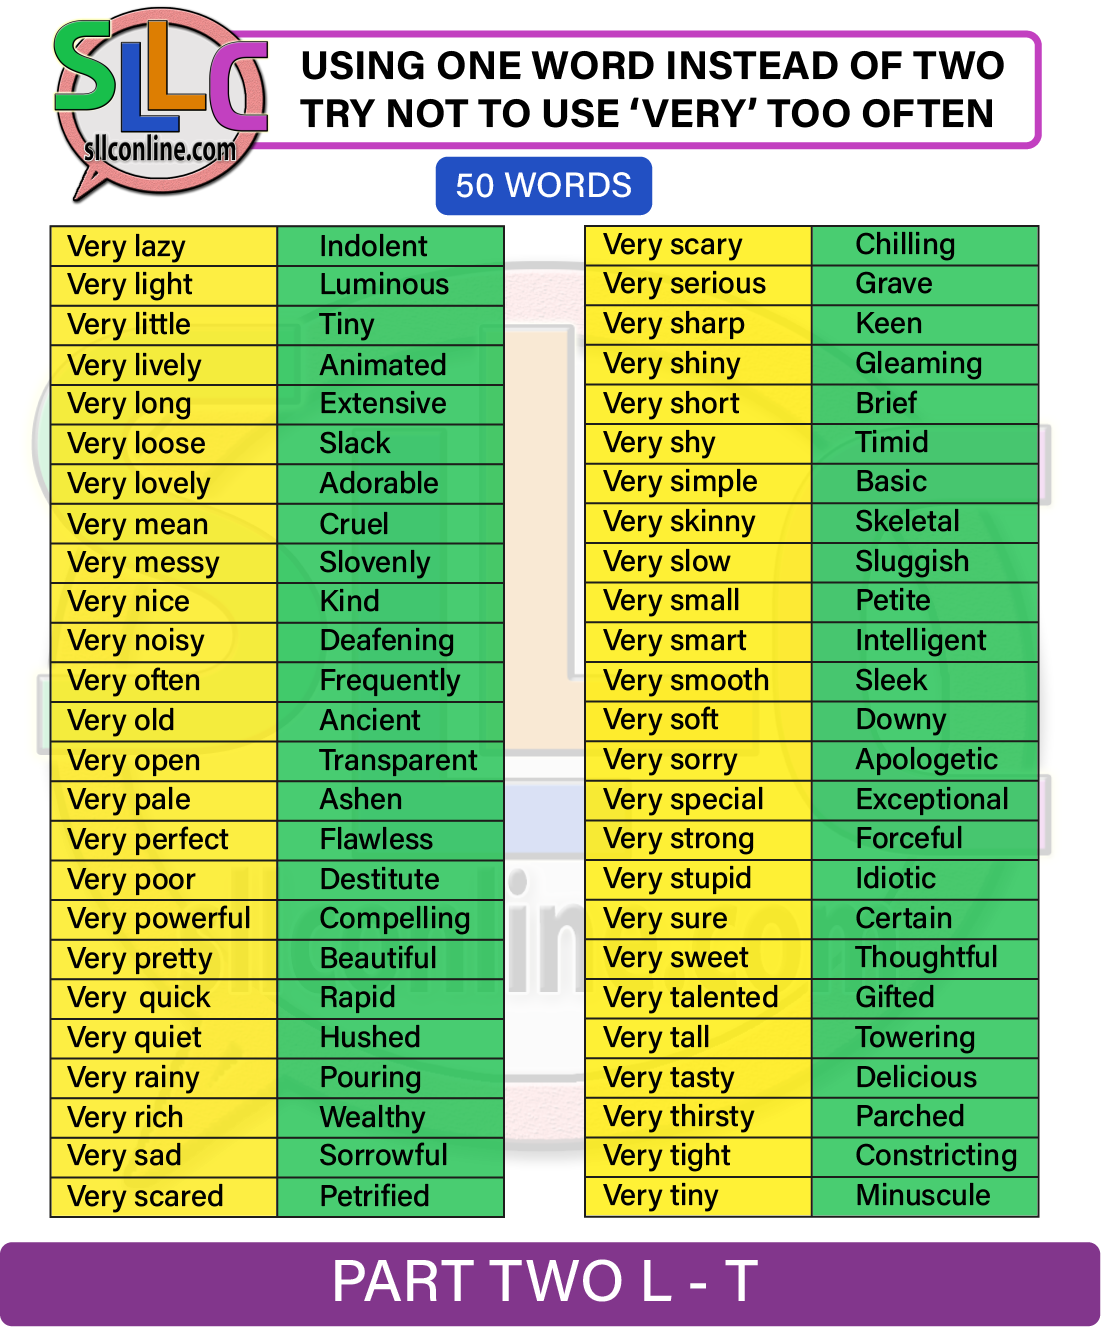 SLLC
sllconline.com
USING ONE WORD INSTEAD OF TWO
TRY NOT TO USE ‘VERY’ TOO OFTEN
50 WORDS
Very lazy Indolent
Very light Luminous
Very little Tiny
Very lively Animated
Very long Extensive
Very loose Slack
Very lovely Adorable
Very mean Cruel
Very messy Slovenly
Very nice Kind
Very noisy Deafening
Very often Frequently
Very old Ancient
Very open Transparent
Very pale Ashen
Very perfect Flawless
Very poor Destitute
Very powerful Compelling
Very pretty Beautiful
Very quick Rapid
Very quiet Hushed
Very rainy Pouring
Very rich Wealthy
Very sad Sorrowful
Very scared Petrified
Very scary Chilling
Very serious Grave
Very sharp Keen
Very shiny Gleaming
Very short Brief
Very shy Timid
Very simple Basic
Very skinny Skeletal
Very slow Sluggish
Very small Petite
Very smart Intelligent
Very smooth Sleek
Very soft Downy
Very sorry Apologetic
Very special Exceptional
Very strong Forceful
Very stupid Idiotic
Very sure Certain
Very sweet Thoughtful
Very talented Gifted
Very tall Towering
Very tasty Delicious
Very thirsty Parched
Very tight Constricting
Very tiny Minuscule
PART TWO L - T